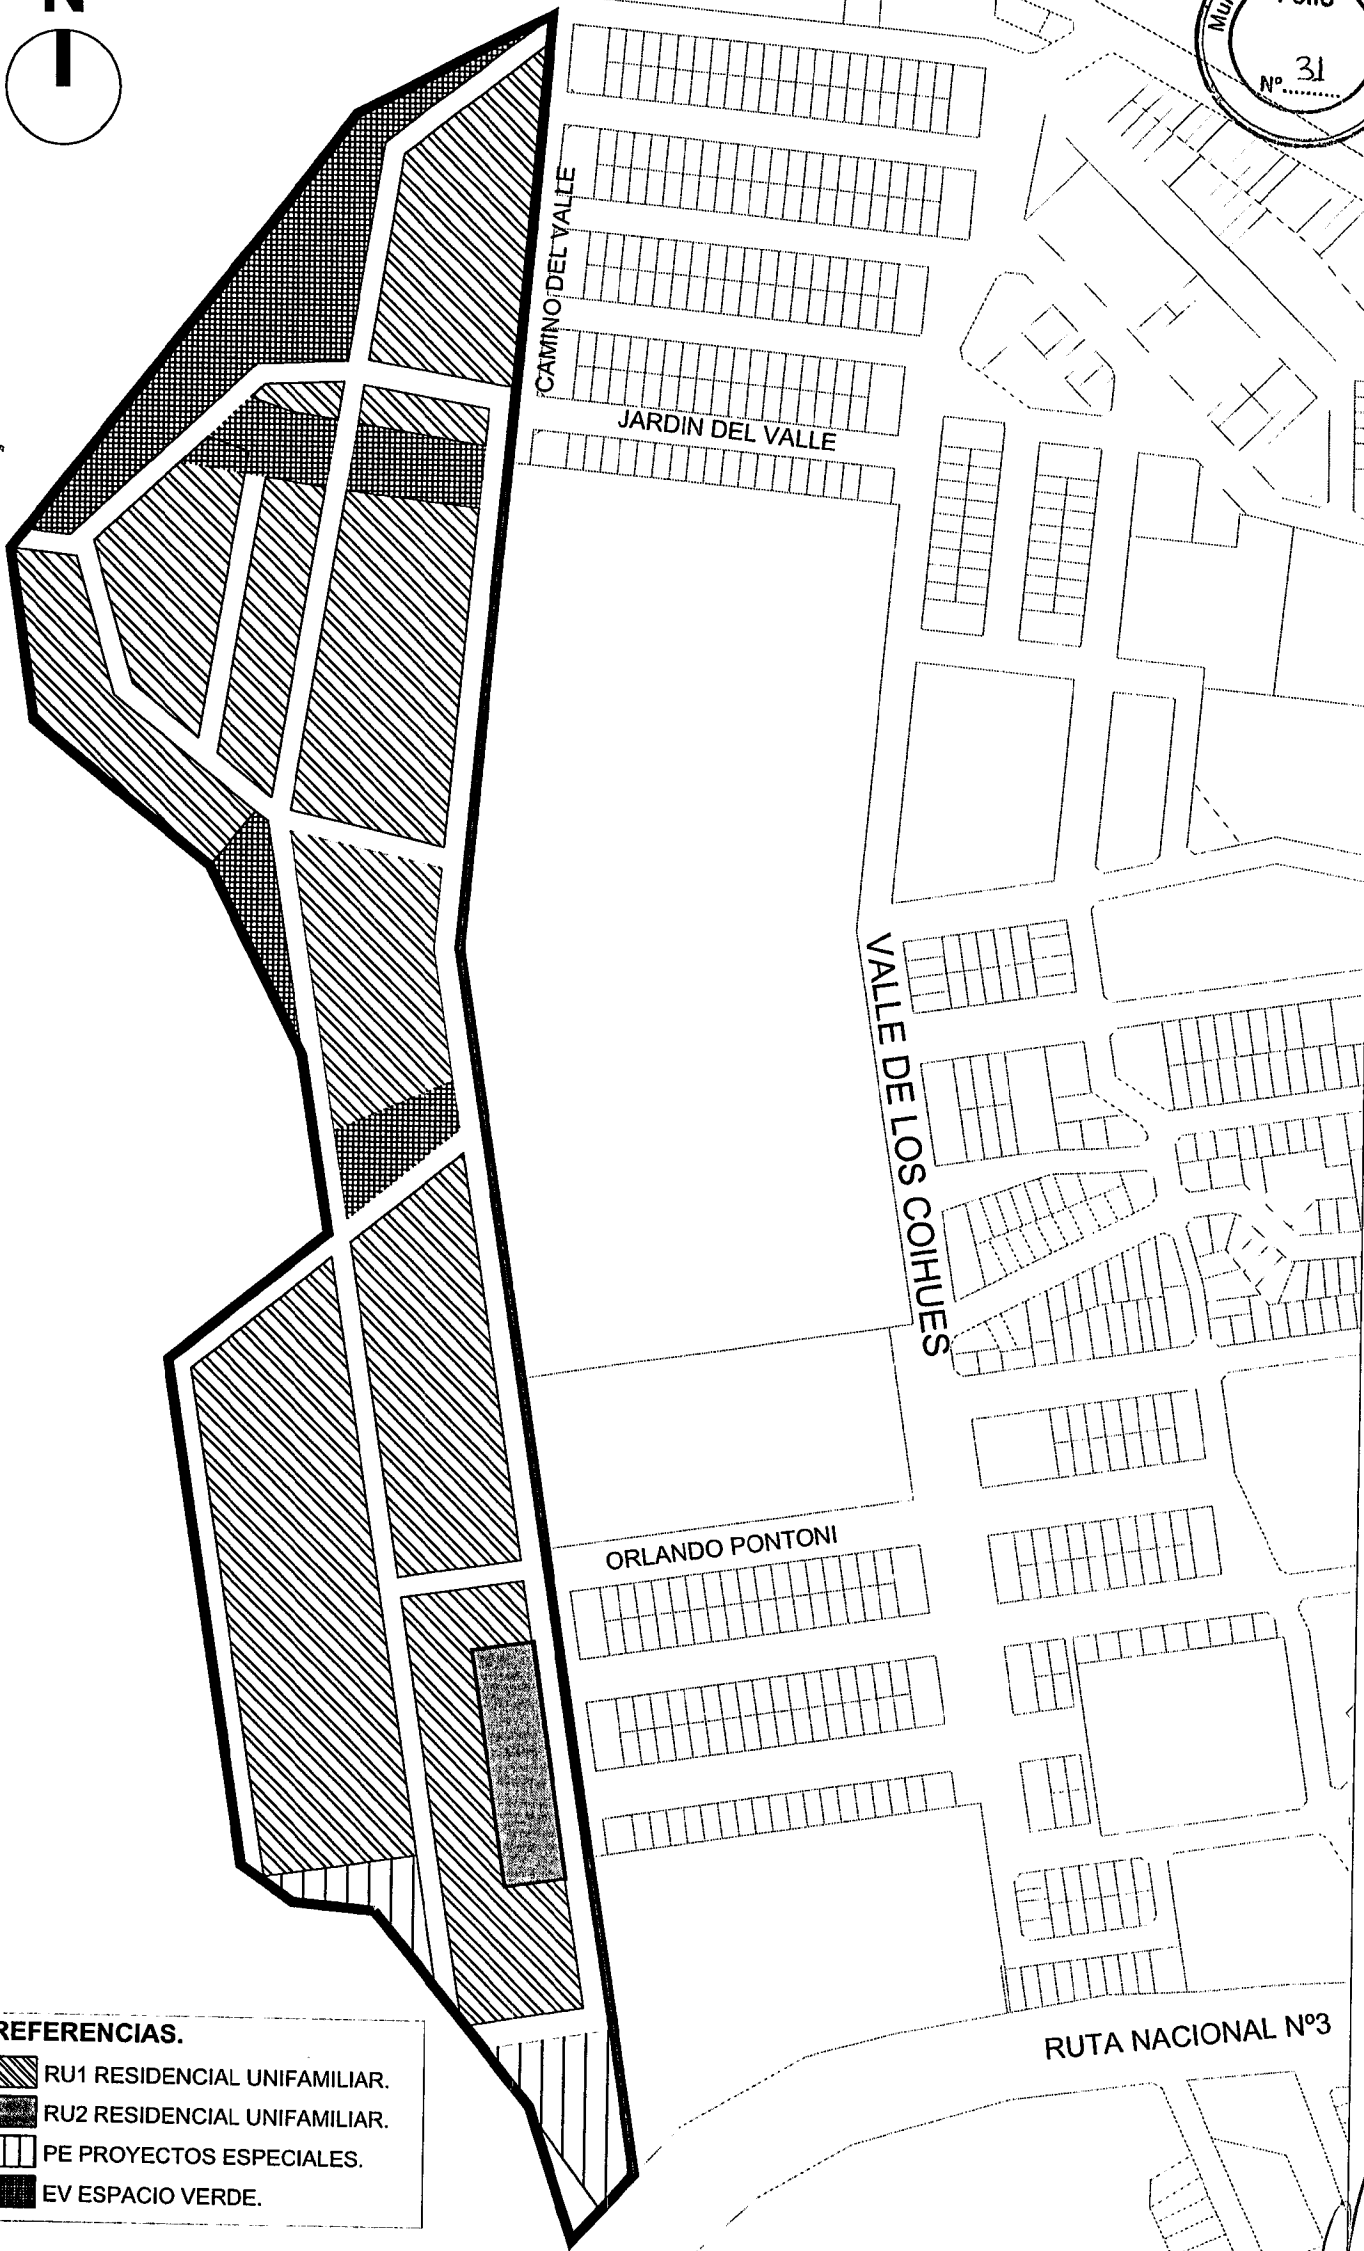 N
Nº 31
CAMINO DEL VALLE
JARDIN DEL VALLE
VALLE DE LOS COIHUES
ORLANDO PONTONI
RUTA NACIONAL Nº3
REFERENCIAS.
RU1 RESIDENCIAL UNIFAMILIAR.
RU2 RESIDENCIAL UNIFAMILIAR.
PE PROYECTOS ESPECIALES.
EV ESPACIO VERDE.